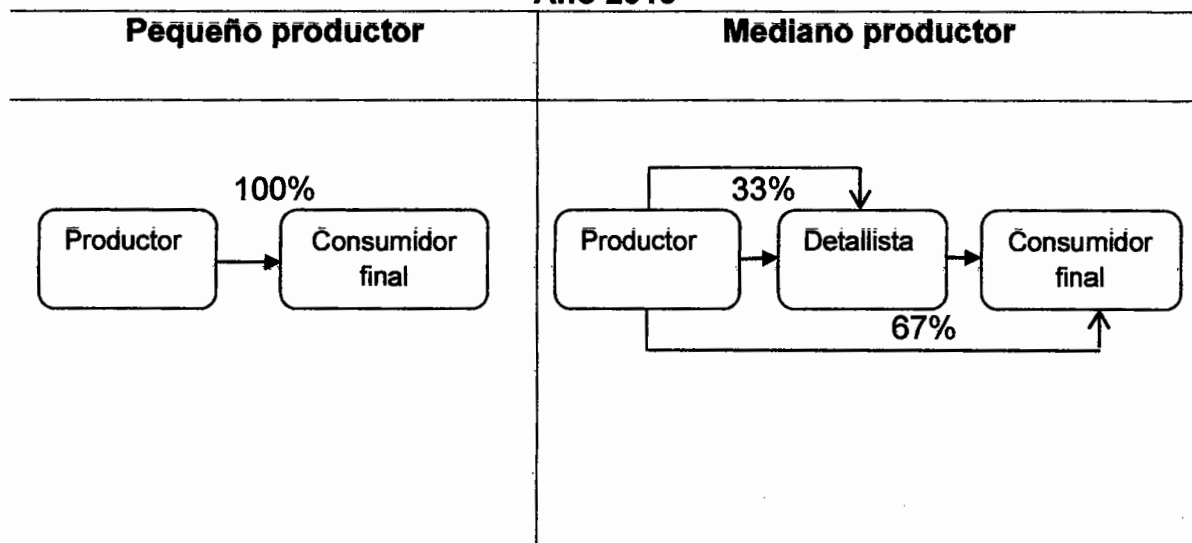 Pequeño productor
Mediano productor
100%
Productor
Consumidor
final
33%
Productor
Detallista
Consumidor
final
67%